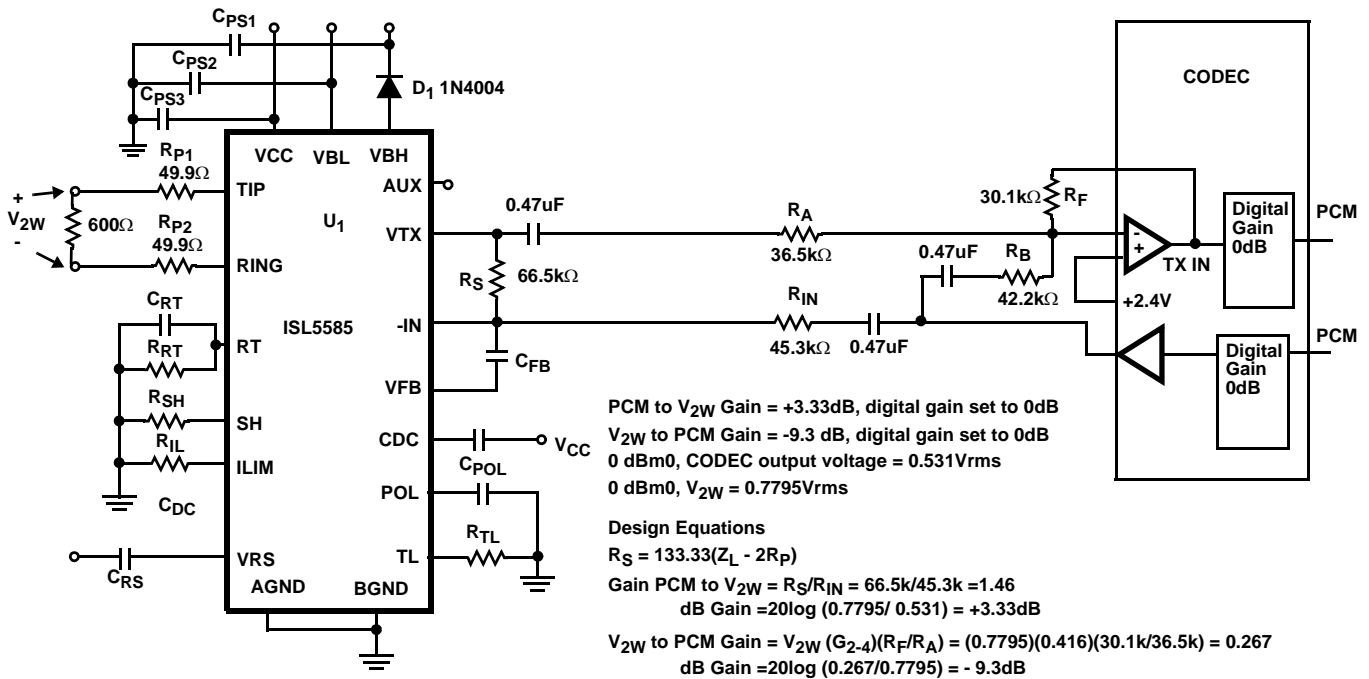 CPS1
CPS2
CPS3
D1 1N4004
CODEC
RP1
49.9Ω
VCC
VBL
VBH
TIP
AUX
+
V2W
-
600Ω
RP2
49.9Ω
RING
U1
VTX
0.47uF
RA
36.5kΩ
30.1kΩ
RF
-
+
TX IN
+2.4V
Digital
Gain
0dB
PCM
RS
66.5kΩ
0.47uF
RB
42.2kΩ
CRT
RRT
RT
ISL5585
-IN
RIN
45.3kΩ
0.47uF
CFB
VFB
Digital
Gain
0dB
PCM
RSH
SH
RIL
ILIM
CDC
CDC
VCC
CPOL
POL
RTL
TL
CRS
VRS
AGND
BGND
PCM to V2W Gain = +3.33dB, digital gain set to 0dB
V2W to PCM Gain = -9.3 dB, digital gain set to 0dB
0 dBm0, CODEC output voltage = 0.531Vrms
0 dBm0, V2W = 0.7795Vrms
Design Equations
RS = 133.33(ZL - 2RP)
Gain PCM to V2W = RS/RIN = 66.5k/45.3k =1.46
dB Gain =20log (0.7795/ 0.531) = +3.33dB
V2W to PCM Gain = V2W (G2-4)(RF/RA) = (0.7795)(0.416)(30.1k/36.5k) = 0.267
dB Gain =20log (0.267/0.7795) = - 9.3dB